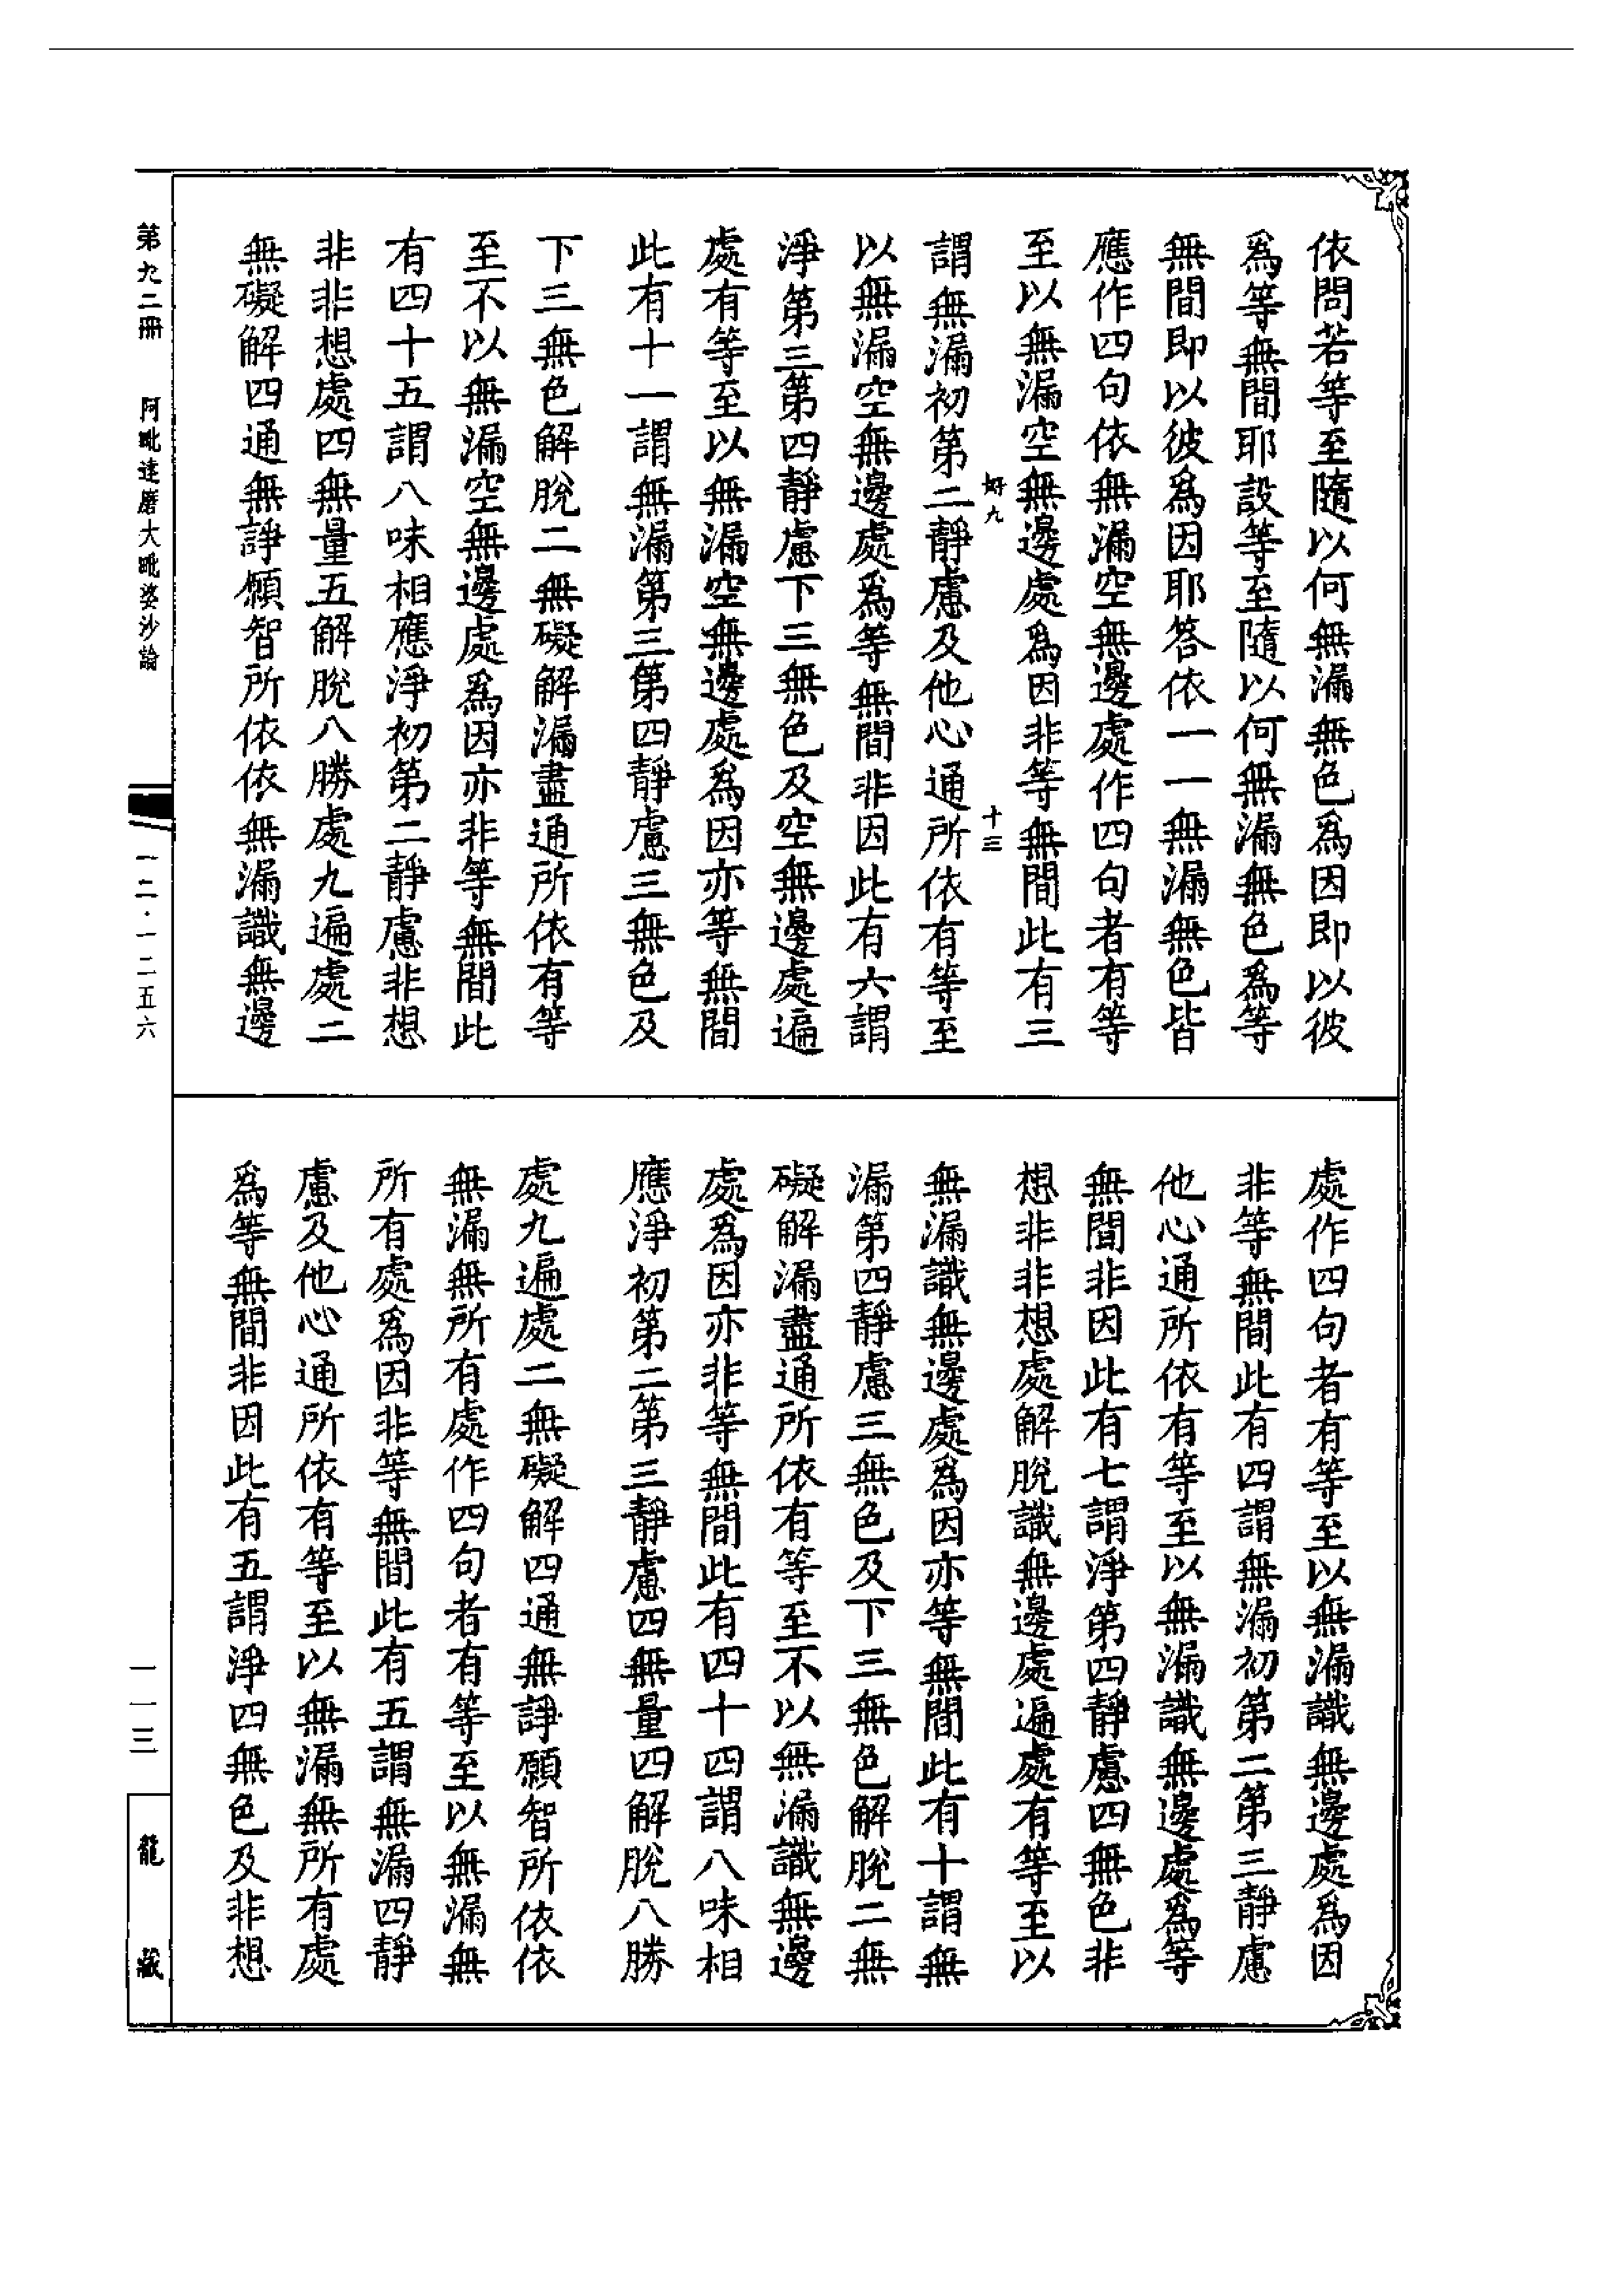 依問若等至隨以何無漏無色爲因即以彼
爲等無間耶設等至隨以何無漏無色爲等
無間即以彼爲因耶答依一一無漏無色皆
應作四句依無漏空無邊處作四句者有等
至以無漏空無邊處爲因非等無間此有三
好九
十三
謂無漏初第二靜慮及他心通所依有等至
以無漏空無邊處爲等無間非因此有六謂
淨第三第四靜慮下三無色及空無邊處遍
處有等至以無漏空無邊處爲因亦等無間
此有十一謂無漏第三第四靜慮三無色及
下三無色解脫二無礙解漏盡通所依有等
至不以無漏空無邊處爲因亦非等無間此
有四十五謂八味相應淨初第二靜慮非想
非非想處四無量五解脫八勝處九遍處二
無礙解四通無諍願智所依依無漏識無邊
處作四句者有等至以無漏識無邊處爲因
非等無間此有四謂無漏初第二第三靜慮
他心通所依有等至以無漏識無邊處爲等
無間非因此有七謂淨第四靜慮四無色非
想非非想處解脫識無邊處遍處有等至以
無漏識無邊處爲因亦等無間此有十謂無
漏第四靜慮三無色及下三無色解脫二無
礙解漏盡通所依有等至不以無漏識無邊
處爲因亦非等無間此有四十四謂八味相
應淨初第二第三靜慮四無量四解脫八勝
處九遍處二無礙解四通無諍願智所依依
無漏無所有處作四句者有等至以無漏無
所有處爲因非等無間此有五謂無漏四靜
慮及他心通所依有等至以無漏無所有處
爲等無間非因此有五謂淨四無色及非想
第九二冊
阿毗達磨大毗婆沙論
一二·一二五六
一一三
龍藏